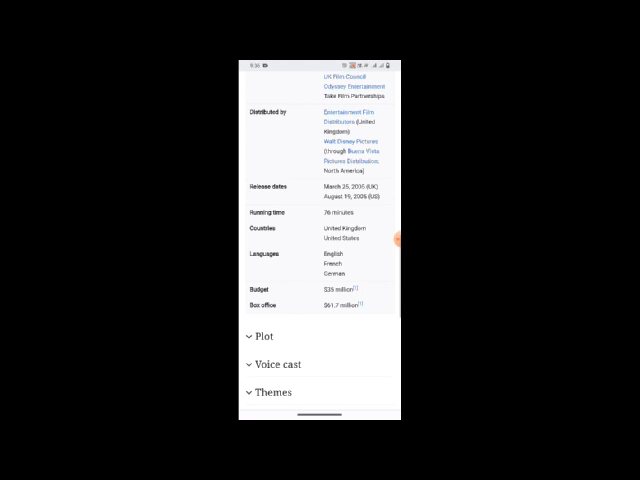 UK Film Council
Odyssey Entertainment
Take Film Partnerships
Distributed by
Entertainment Film
Distributors (United
Kingdom)
Walt Disney Pictures
(through Buena Vista
Pictures Distribution,
North America)
Release dates
March 25, 2005 (UK)
August 19, 2005 (US)
Running time
76 minutes
Countries
United Kingdom
United States
Languages
English
French
German
Budget
$35 million[1]
Box office
$61.7 million[1]
Plot
Voice cast
Themes